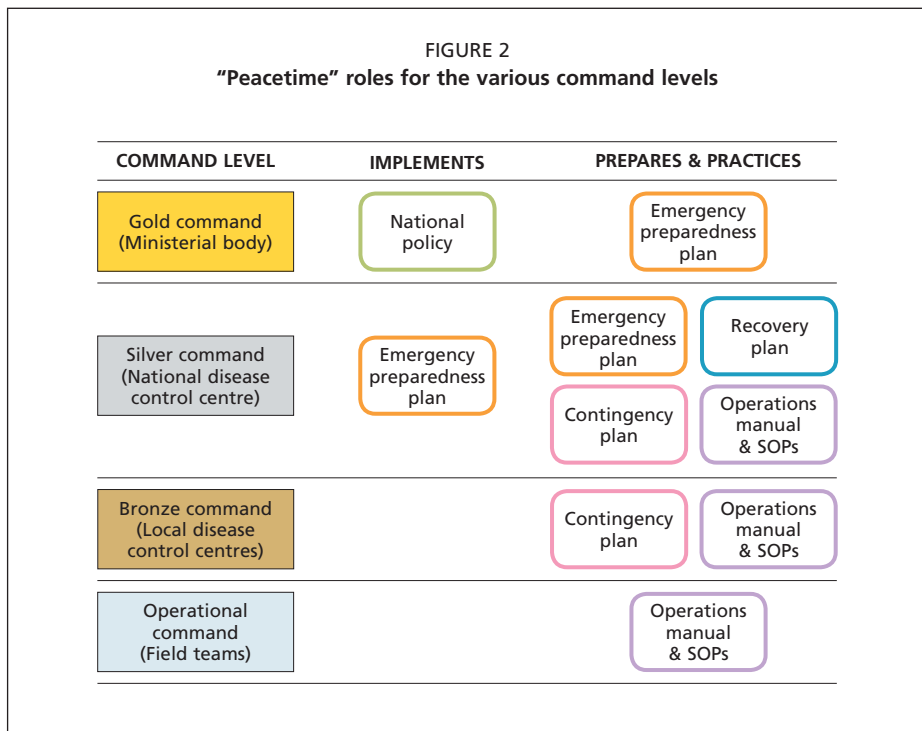 FIGURE 2
“Peacetime” roles for the various command levels
COMMAND LEVEL
IMPLEMENTS
PREPARES & PRACTICES
Gold command
(Ministerial body)
National
policy
Emergency
preparedness
plan
Silver command
(National disease
control centre)
Emergency
preparedness
plan
Emergency
preparedness
plan
Recovery
plan
Contingency
plan
Operations
manual
& SOPs
Bronze command
(Local disease
control centres)
Contingency
plan
Operations
manual
& SOPs
Operational
command
(Field teams)
Operations
manual
& SOPs